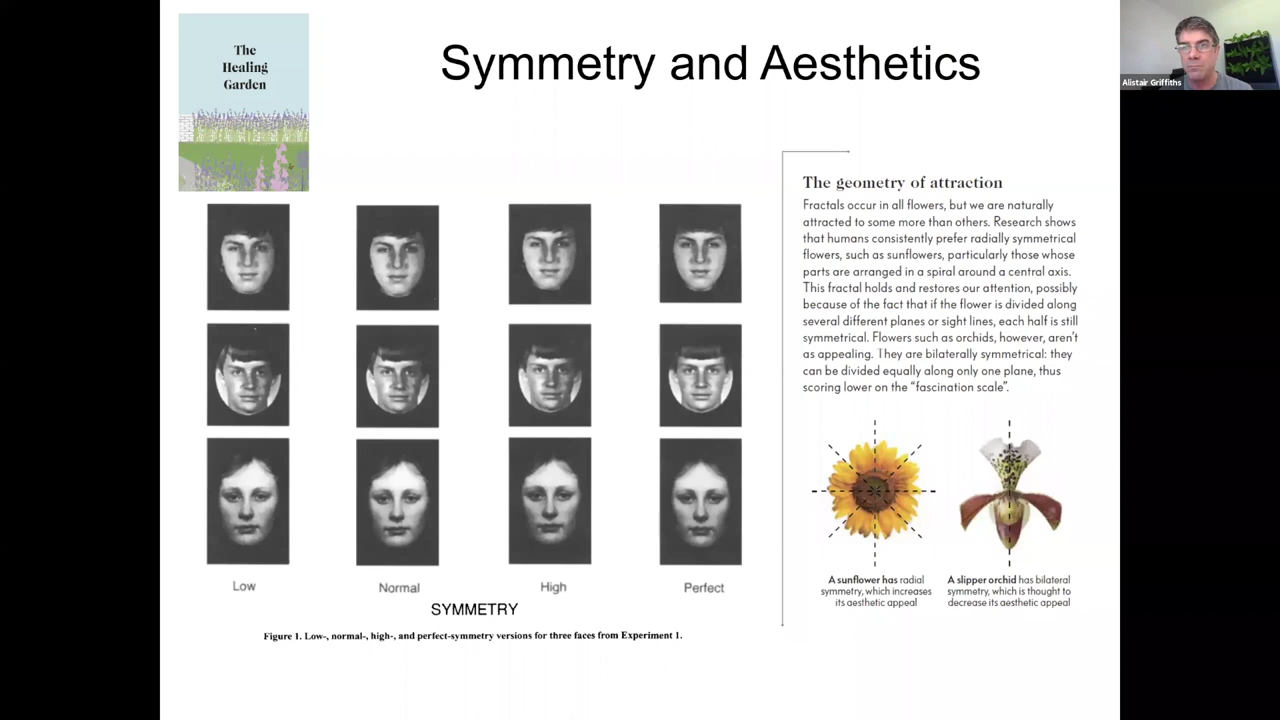 The
Healing
Garden
Symmetry and Aesthetics
Alistair Griffiths
Low
Normal
High
Perfect
SYMMETRY
Figure 1. Low-, normal-, high-, and perfect-symmetry versions for three faces from Experiment 1.
The geometry of attraction
Fractals occur in all flowers, but we are naturally
attracted to some more than others. Research shows
that humans consistently prefer radially symmetrical
flowers, such as sunflowers, particularly those whose
parts are arranged in a spiral around a central axis.
This fractal holds and restores our attention, possibly
because of the fact that if the flower is divided along
several different planes or sight lines, each half is still
symmetrical. Flowers such as orchids, however, aren't
as appealing. They are bilaterally symmetrical: they
can be divided equally along only one plane, thus
scoring lower on the “fascination scale”.
A sunflower has radial
symmetry, which increases
its aesthetic appeal
A slipper orchid has bilateral
symmetry, which is thought to
decrease its aesthetic appeal